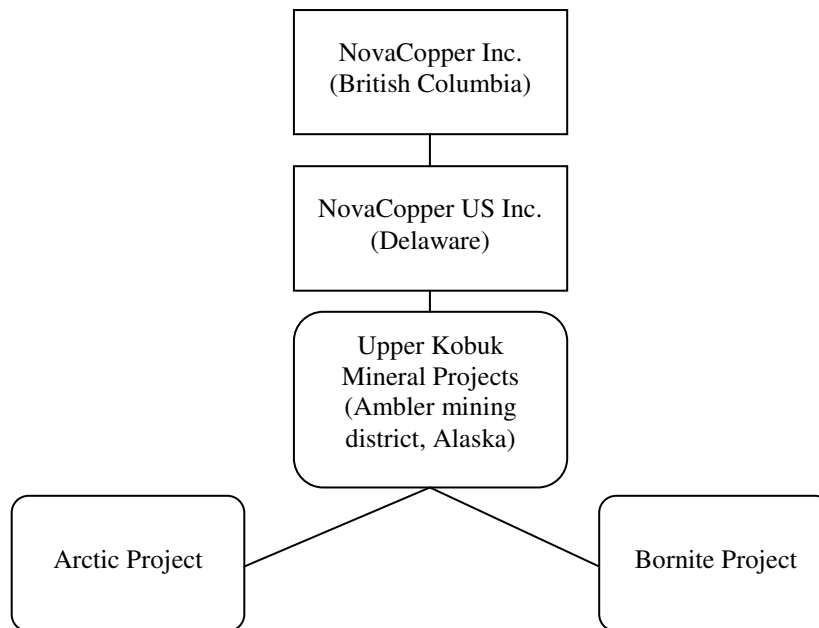 NovaCopper Inc.
(British Columbia)
NovaCopper US Inc.
(Delaware)
Upper Kobuk
Mineral Projects
(Ambler mining
district, Alaska)
Arctic Project
Bornite Project